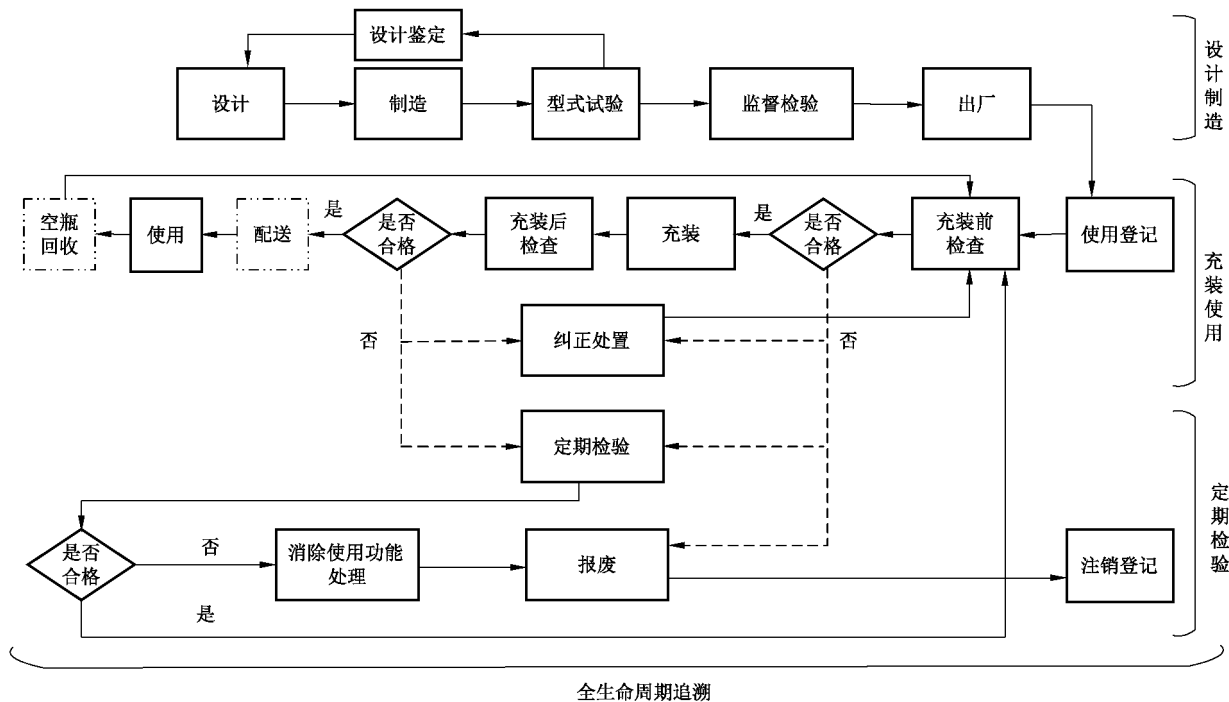 设计鉴定
设计
制造
型式试验
监督检验
出厂
设计制造
空瓶
回收
使用
配送
是
是否
合格
充装后
检查
充装
是
是否
合格
充装前
检查
使用登记
充装使用
否
纠正处置
否
定期检验
定期检验
是否
合格
否
消除使用功能
处理
报废
注销登记
是
全生命周期追溯